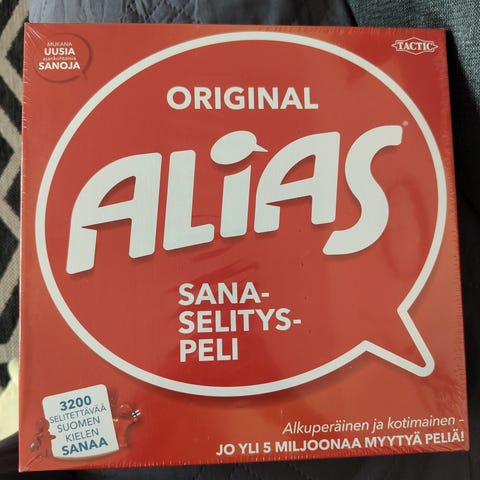 MUKANA
UUSIA
ajankohtaisia
SANOJA
TACTIC
ORIGINAL
ALIAS®
SANA-
SELITYS-
PELI
3200
SELITETTÄVÄÄ
SUOMEN
KIELEN
SANAA
Alkuperäinen ja kotimainen -
JO YLI 5 MILJOONAA MYYTYÄ PELIÄ!